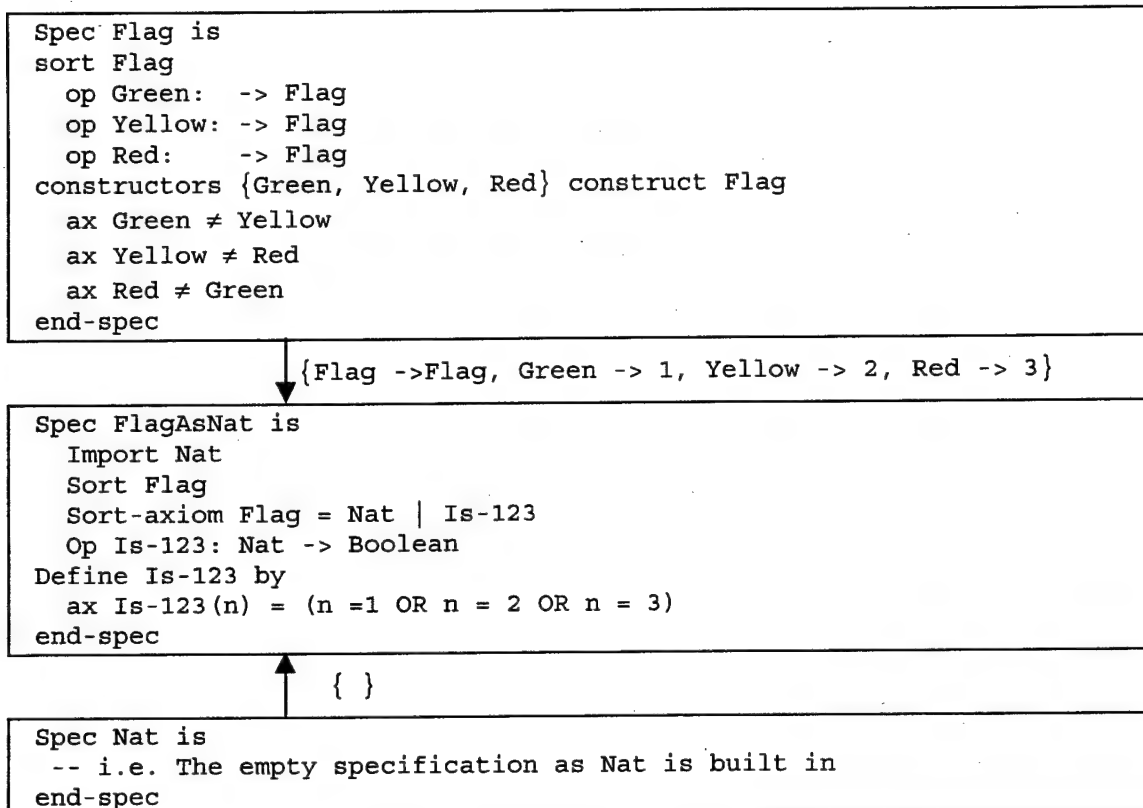 Spec Flag is
sort Flag
op Green: -> Flag
op Yellow: -> Flag
op Red: -> Flag
constructors {Green, Yellow, Red} construct Flag
ax Green ≠ Yellow
ax Yellow ≠ Red
ax Red ≠ Green
end-spec
{Flag ->Flag, Green -> 1, Yellow -> 2, Red -> 3}
Spec FlagAsNat is
Import Nat
Sort Flag
Sort-axiom Flag = Nat | Is-123
Op Is-123: Nat -> Boolean
Define Is-123 by
ax Is-123(n) = (n =1 OR n = 2 OR n = 3)
end-spec
{ }
Spec Nat is
-- i.e. The empty specification as Nat is built in
end-spec